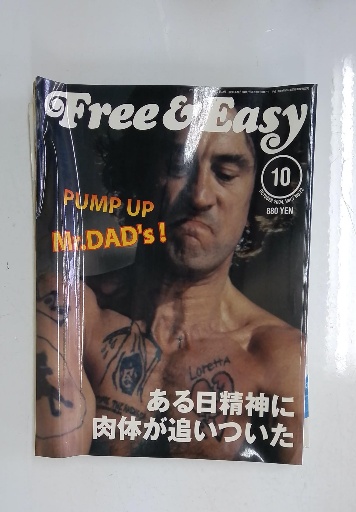 Free & Easy
10
880 YEN
PUMP UP
Mr.DAD's!
Loretta
ある日精神に
肉体が追いついた